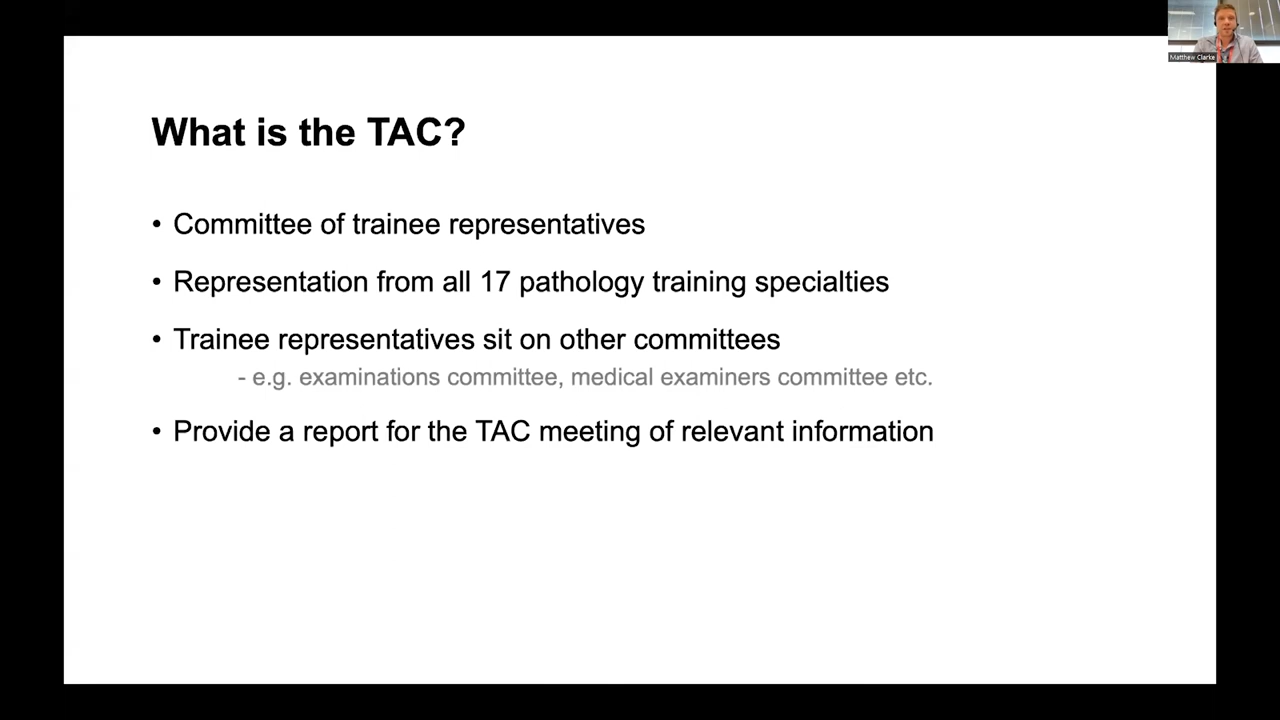 Matthew Clarke
What is the TAC?
• Committee of trainee representatives
• Representation from all 17 pathology training specialties
• Trainee representatives sit on other committees
- e.g. examinations committee, medical examiners committee etc.
• Provide a report for the TAC meeting of relevant information